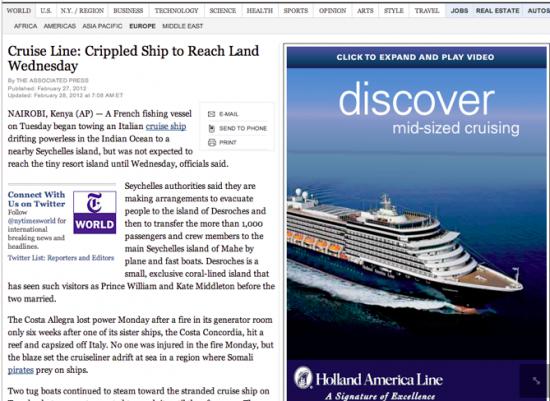 WORLD U.S. N.Y. / REGION BUSINESS TECHNOLOGY SCIENCE HEALTH SPORTS OPINION ARTS STYLE TRAVEL JOBS REAL ESTATE AUTOS
AFRICA AMERICAS ASIA PACIFIC EUROPE MIDDLE EAST
Cruise Line: Crippled Ship to Reach Land
Wednesday
By THE ASSOCIATED PRESS
Published: February 27, 2012
Updated: February 28, 2012 at 7:08 AM ET
NAIROBI, Kenya (AP) — A French fishing vessel
on Tuesday began towing an Italian cruise ship
drifting powerless in the Indian Ocean to a
nearby Seychelles island, but was not expected to
reach the tiny resort island until Wednesday, officials said.
E-MAIL
SEND TO PHONE
PRINT
Connect With
Us on Twitter
Follow
@nytimesworld for
international
breaking news and
headlines.
Twitter List: Reporters and Editors
T
WORLD
Seychelles authorities said they are
making arrangements to evacuate
people to the island of Desroches and
then to transfer the more than 1,000
passengers and crew members to the
main Seychelles island of Mahe by
plane and fast boats. Desroches is a
small, exclusive coral-lined island that
has seen such visitors as Prince William and Kate Middleton before the
two married.
The Costa Allegra lost power Monday after a fire in its generator room
only six weeks after one of its sister ships, the Costa Concordia, hit a
reef and capsized off Italy. No one was injured in the fire Monday, but
the blaze set the cruiseliner adrift at sea in a region where Somali
pirates prey on ships.
Two tug boats continued to steam toward the stranded cruise ship on
CLICK TO EXPAND AND PLAY VIDEO
discover
mid-sized cruising
Holland America Line
A Signature of Excellence